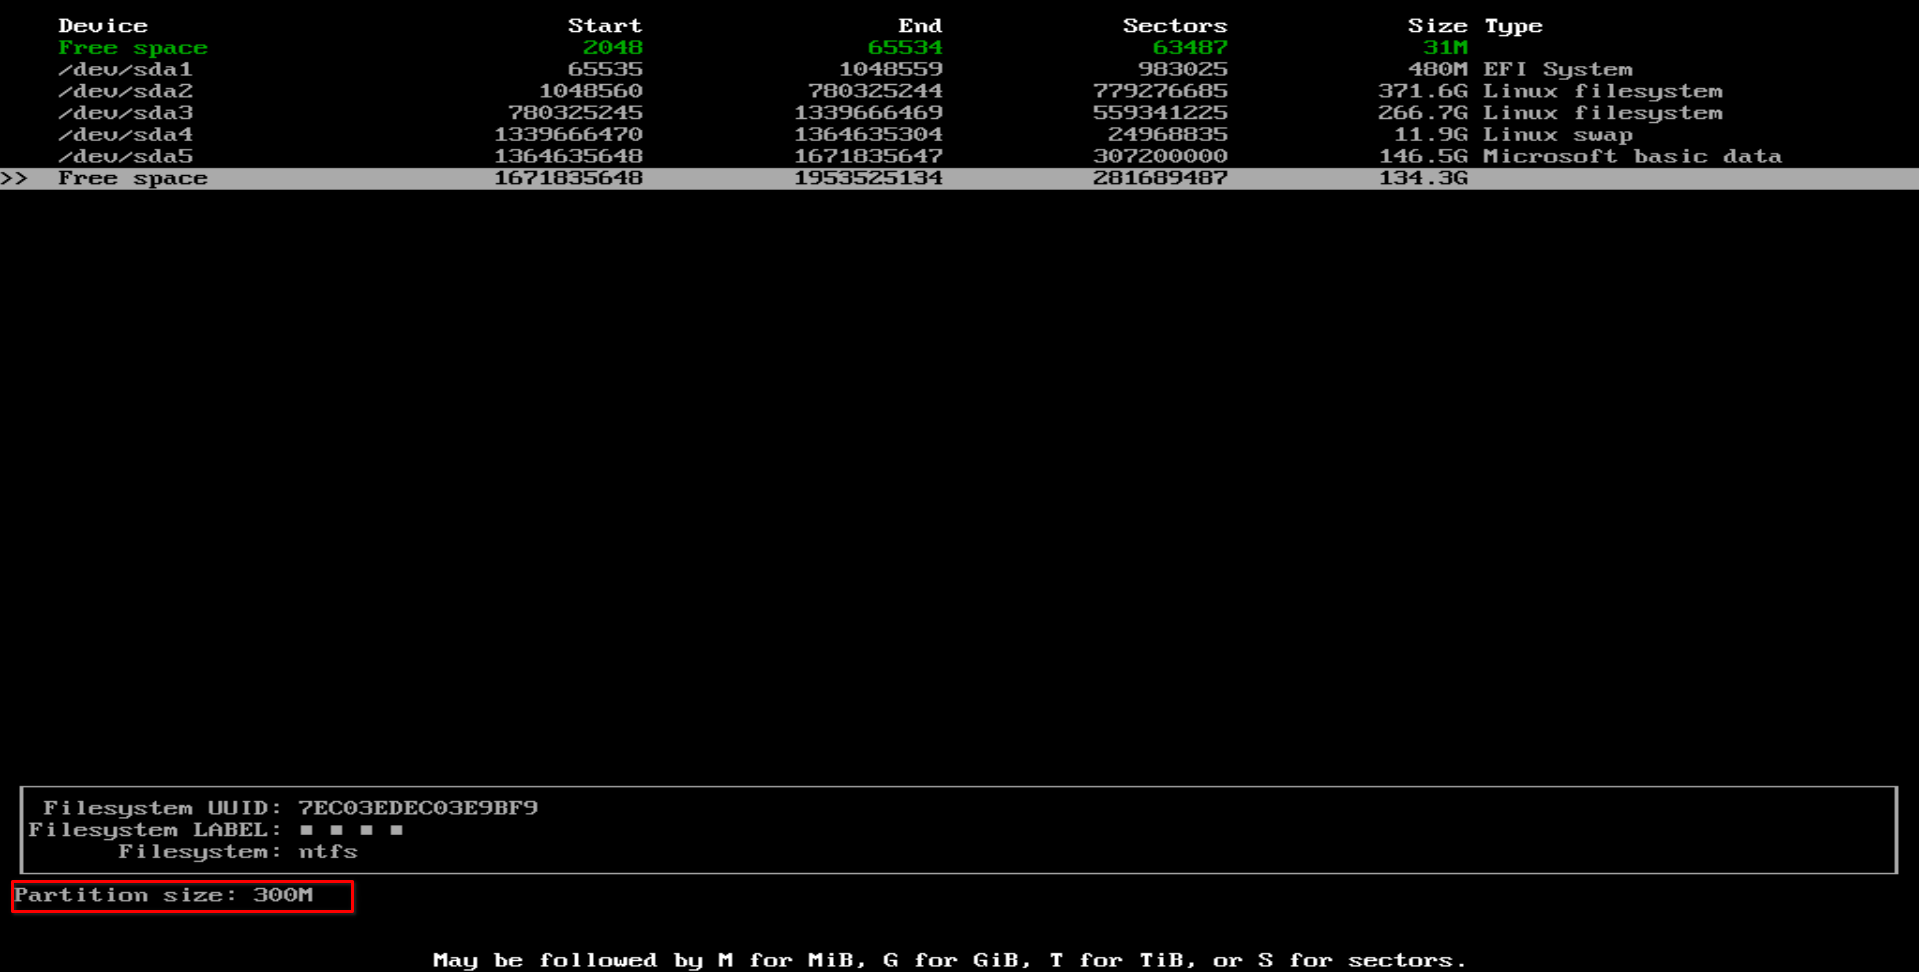 Device Start End Sectors Size Type
Free space 2048 65534 63487 31M
/dev/sda1 65535 1048559 983025 480M EFI System
/dev/sda2 1048560 780325244 779276685 371.6G Linux filesystem
/dev/sda3 780325245 1339666469 559341225 266.7G Linux filesystem
/dev/sda4 1339666470 1364635304 24968835 11.9G Linux swap
/dev/sda5 1364635648 1671835647 307200000 146.5G Microsoft basic data
>> Free space 1671835648 1953525134 281689487 134.3G
Filesystem UUID: 7EC03EDEC03E9BF9
Filesystem LABEL: ■ ■ ■ ■
Filesystem: ntfs
Partition size: 300M
May be followed by M for MiB, G for GiB, T for TiB, or S for sectors.